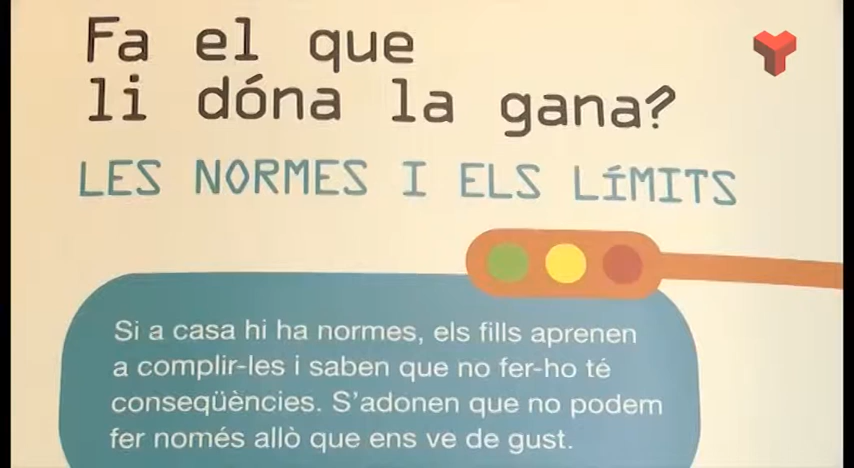 Fa el que
li dóna la gana?
LES NORMES I ELS LÍMITS
Si a casa hi ha normes, els fills aprenen
a complir-les i saben que no fer-ho té
conseqüències. S'adonen que no podem
fer només allò que ens ve de gust.